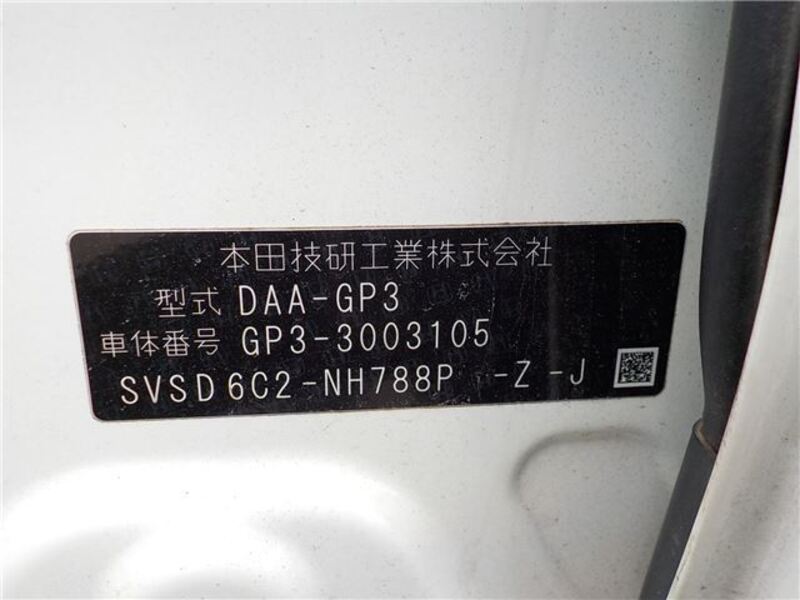 本田技研工業株式会社
型式 DAA-GP3
車体番号 GP3-3003105
SVSD6C2-NH788P -Z -J